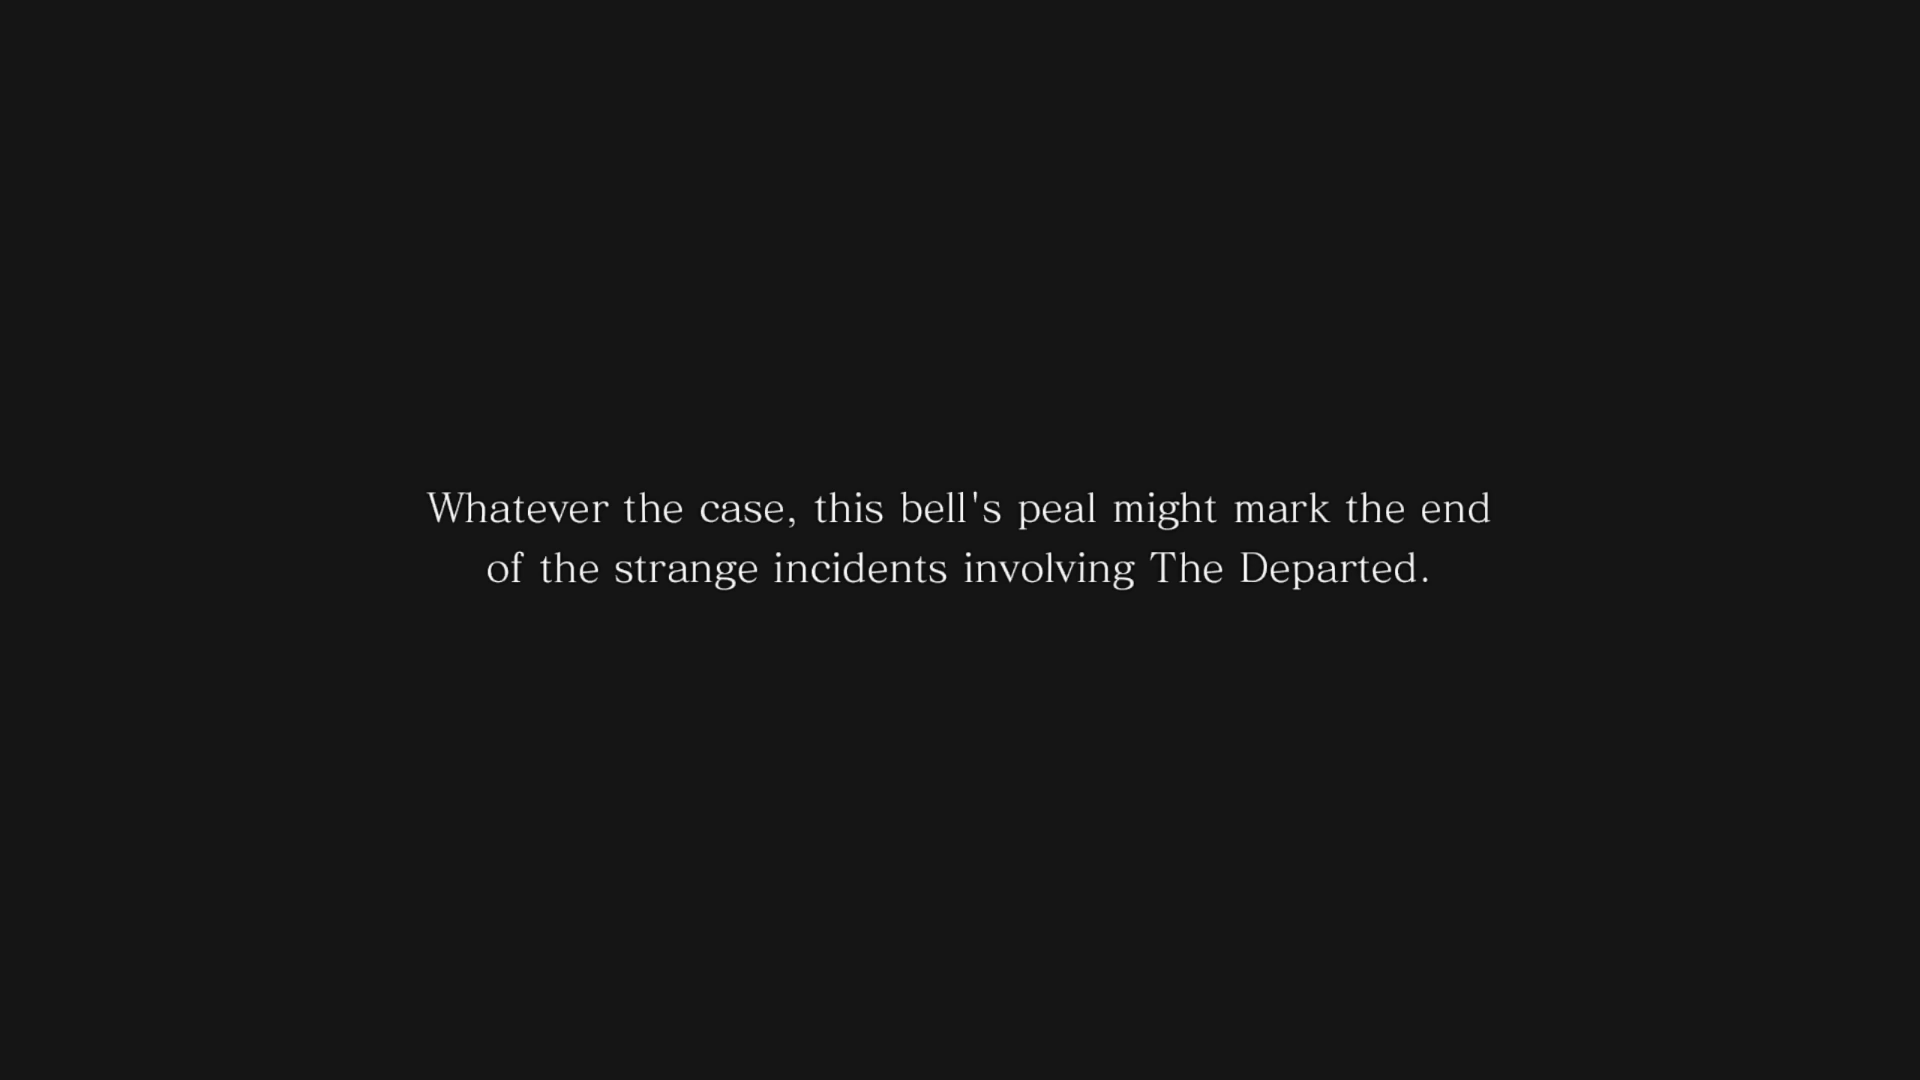 Whatever the case, this bell's peal might mark the end
of the strange incidents involving The Departed.